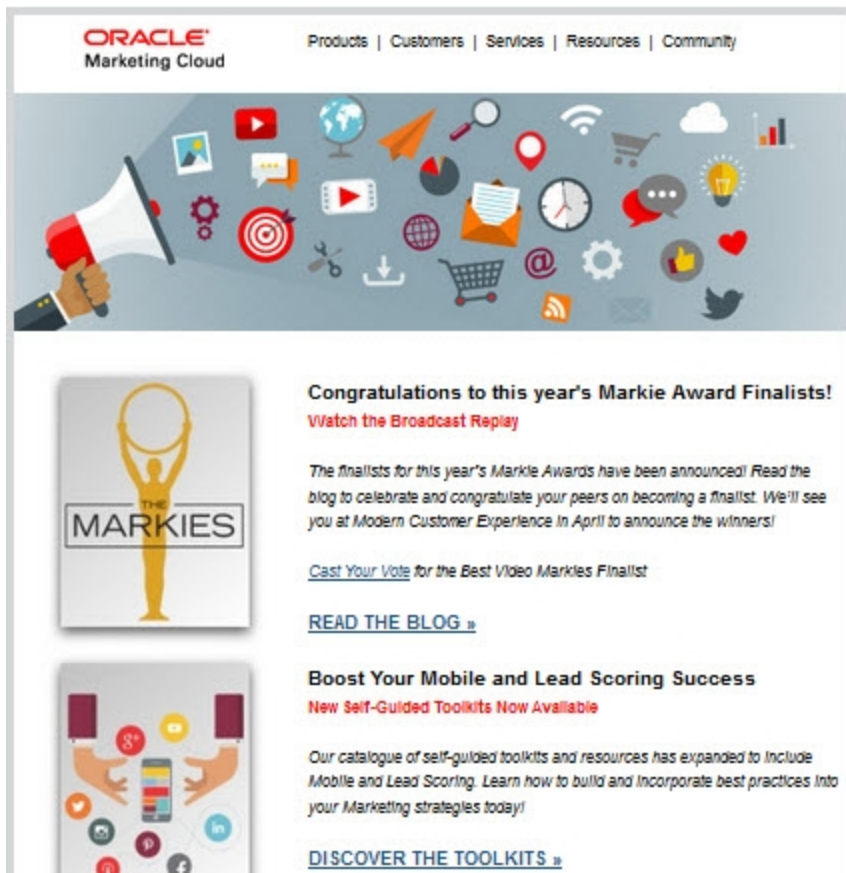 ORACLE®
Marketing Cloud
Products | Customers | Services | Resources | Community
@
Congratulations to this year's Markie Award Finalists!
Watch the Broadcast Replay
The finalists for this year's Markie Awards have been announced! Read the
blog to celebrate and congratulate your peers on becoming a finalist. We'll see
you at Modern Customer Experience in April to announce the winners!
THE
MARKIES
Cast Your Vote for the Best Video Markies Finalist
READ THE BLOG »
Boost Your Mobile and Lead Scoring Success
New Self-Guided Toolkits Now Available
Our catalogue of self-guided toolkits and resources has expanded to include
Mobile and Lead Scoring. Learn how to build and incorporate best practices into
your Marketing strategies today!
g+
in
f
DISCOVER THE TOOLKITS »